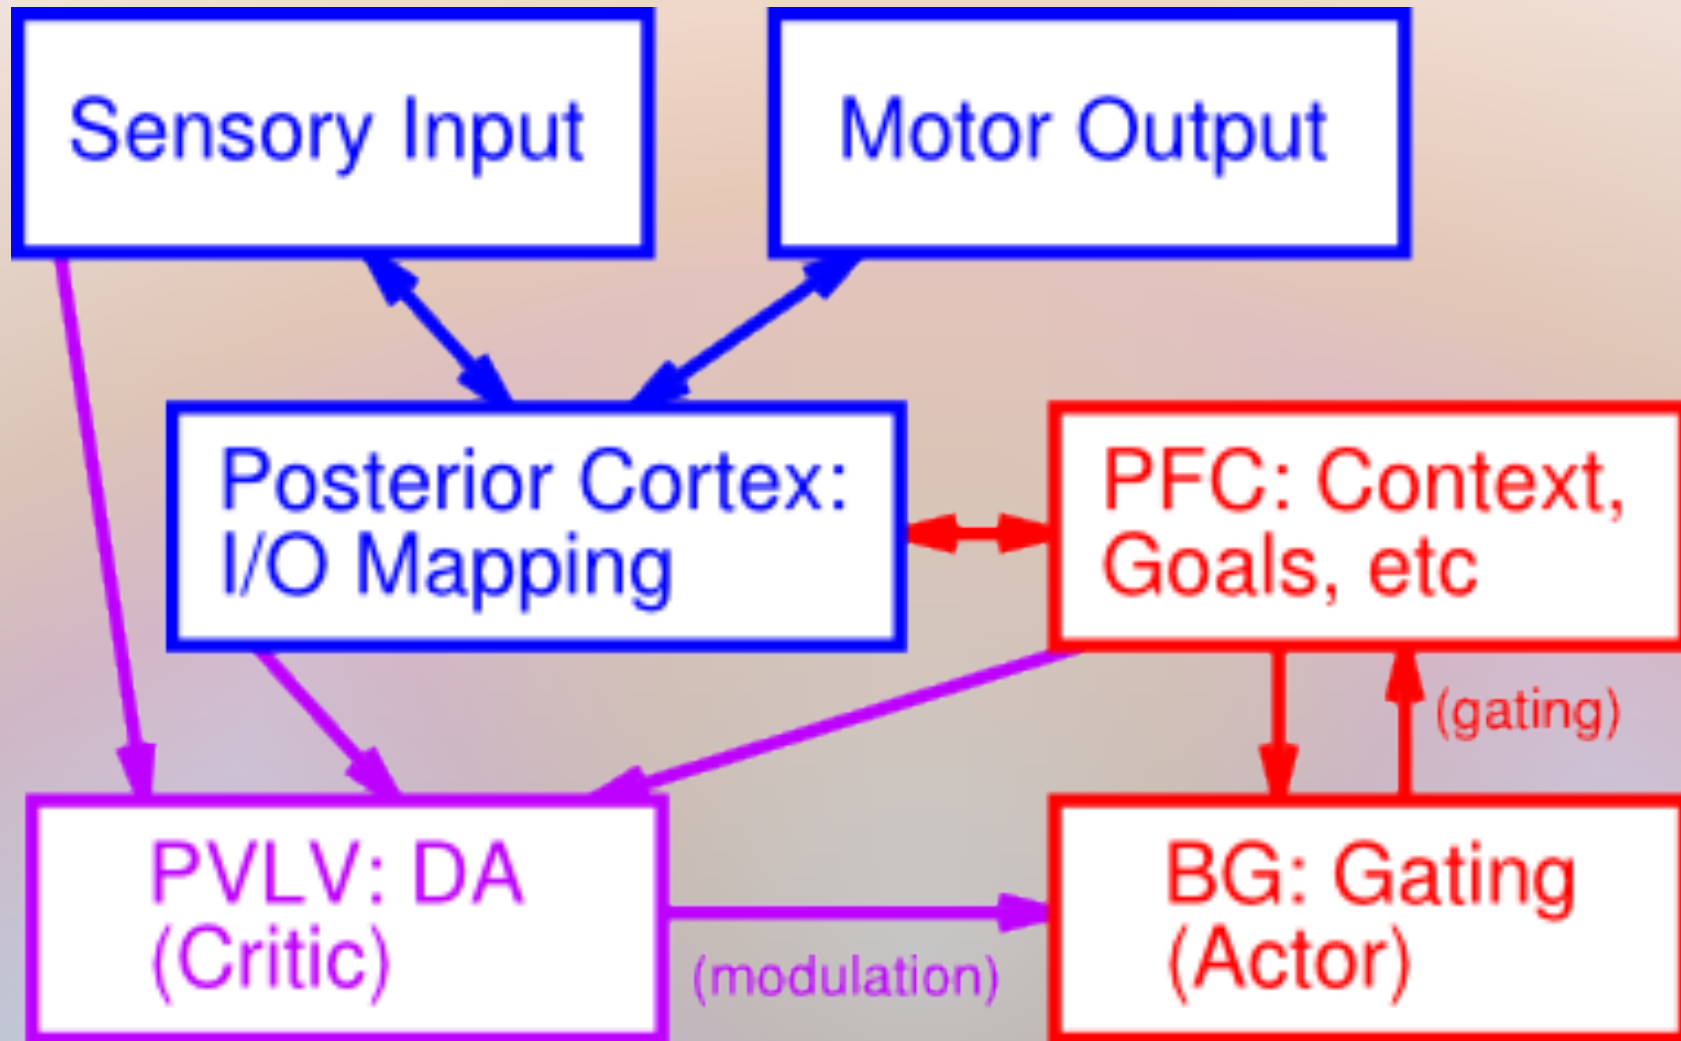 Sensory Input
Motor Output
Posterior Cortex:
I/O Mapping
PFC: Context,
Goals, etc
(gating)
PVLV: DA
(Critic)
(modulation)
BG: Gating
(Actor)